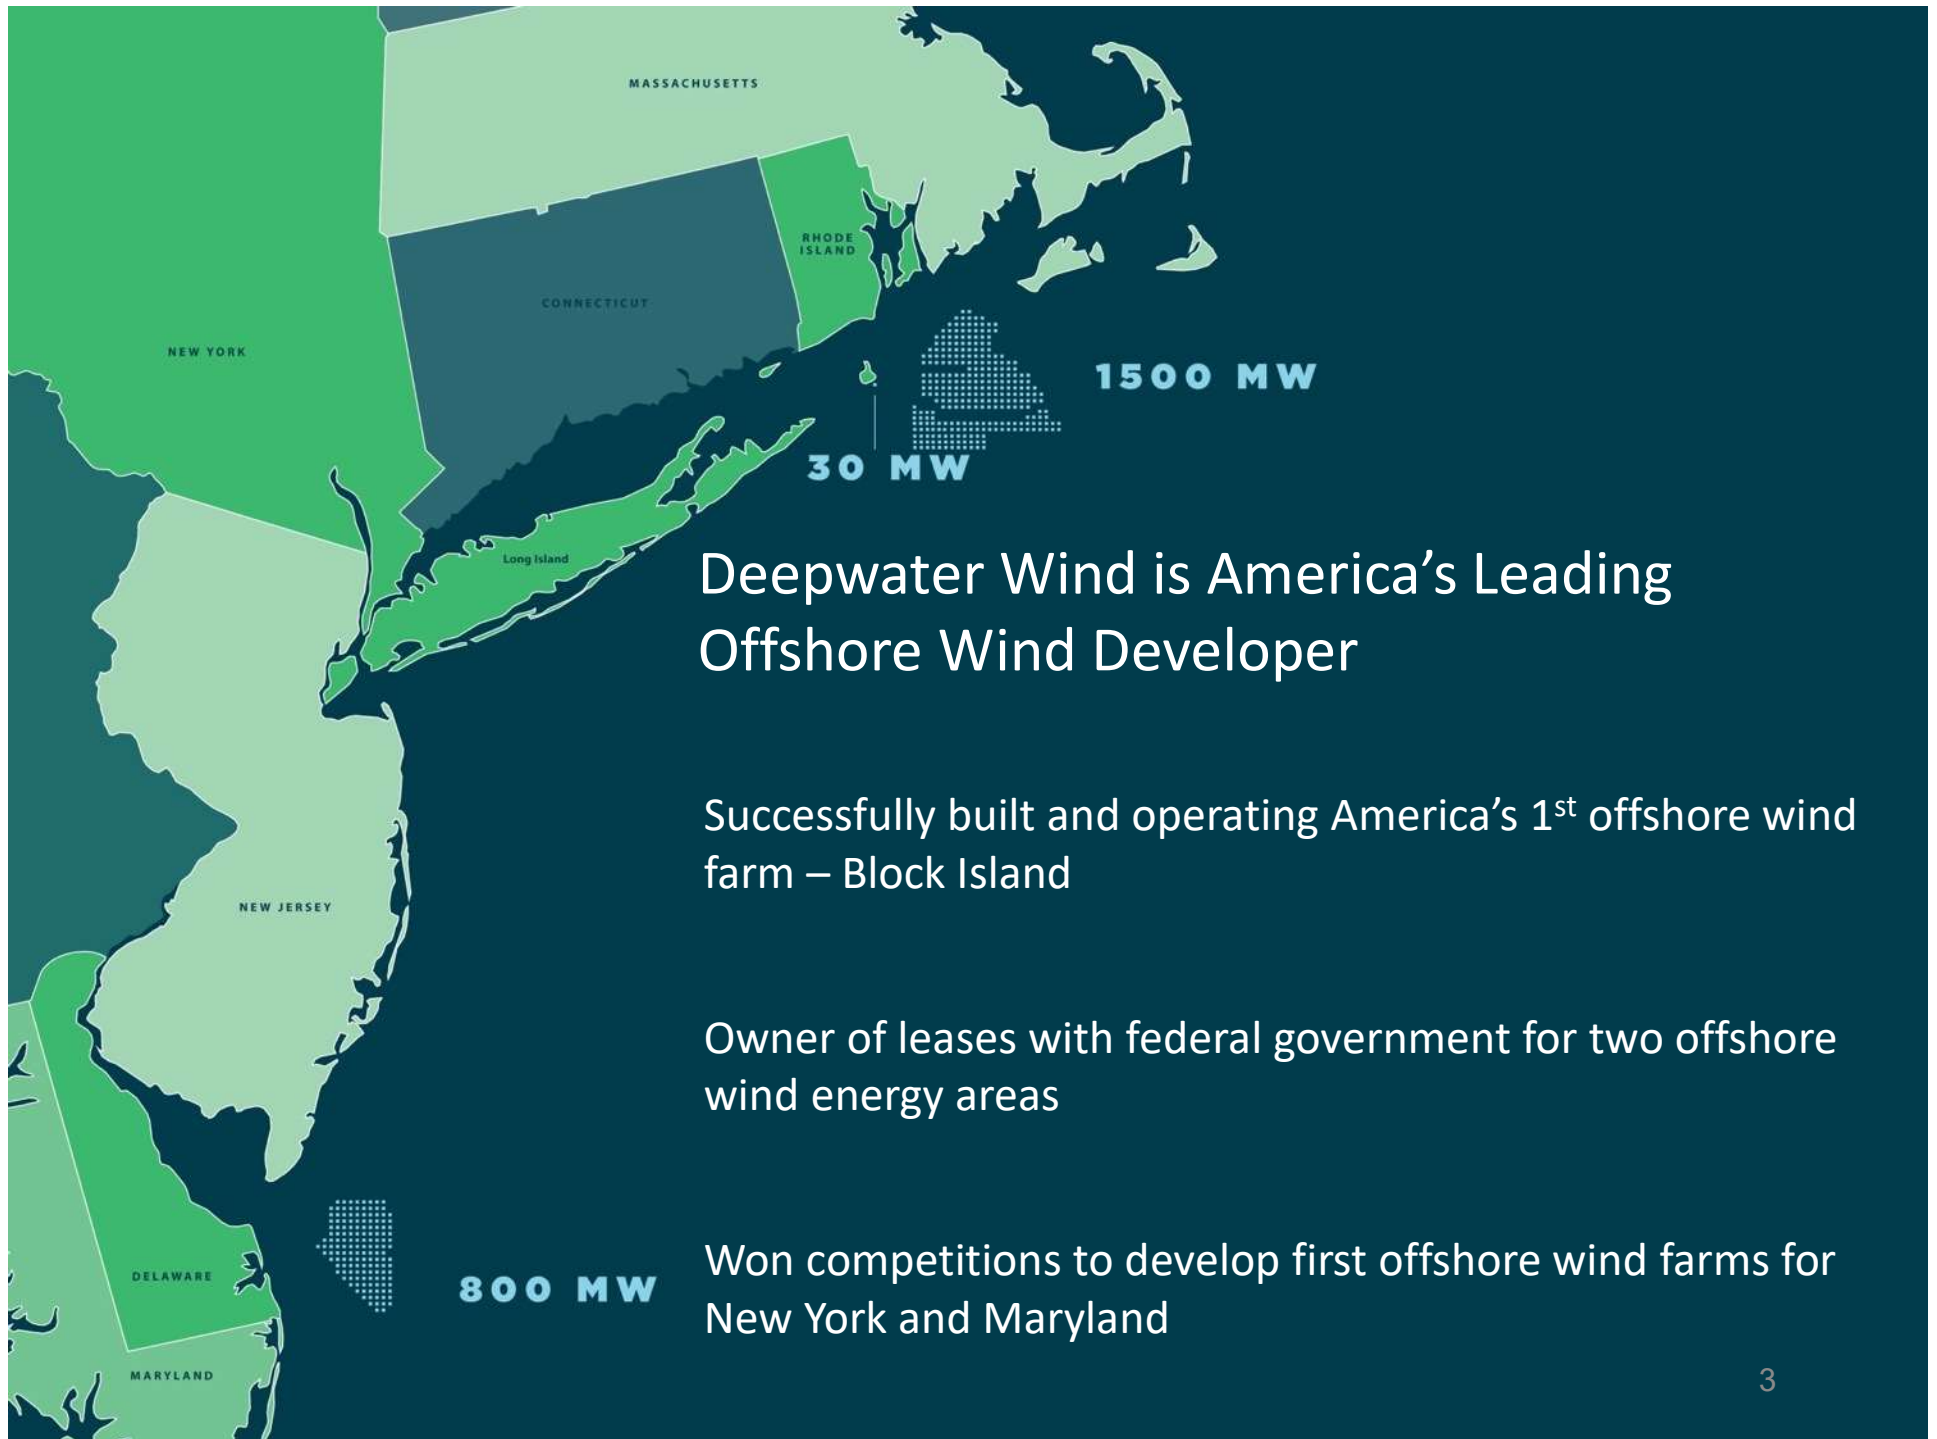 MASSACHUSETTS
RHODE
ISLAND
CONNECTICUT
NEW YORK
1500 MW
30 MW
Long Island
Deepwater Wind is America’s Leading
Offshore Wind Developer
Successfully built and operating America’s 1st offshore wind
farm – Block Island
NEW JERSEY
Owner of leases with federal government for two offshore
wind energy areas
Won competitions to develop first offshore wind farms for
New York and Maryland
DELAWARE
800 MW
MARYLAND
3